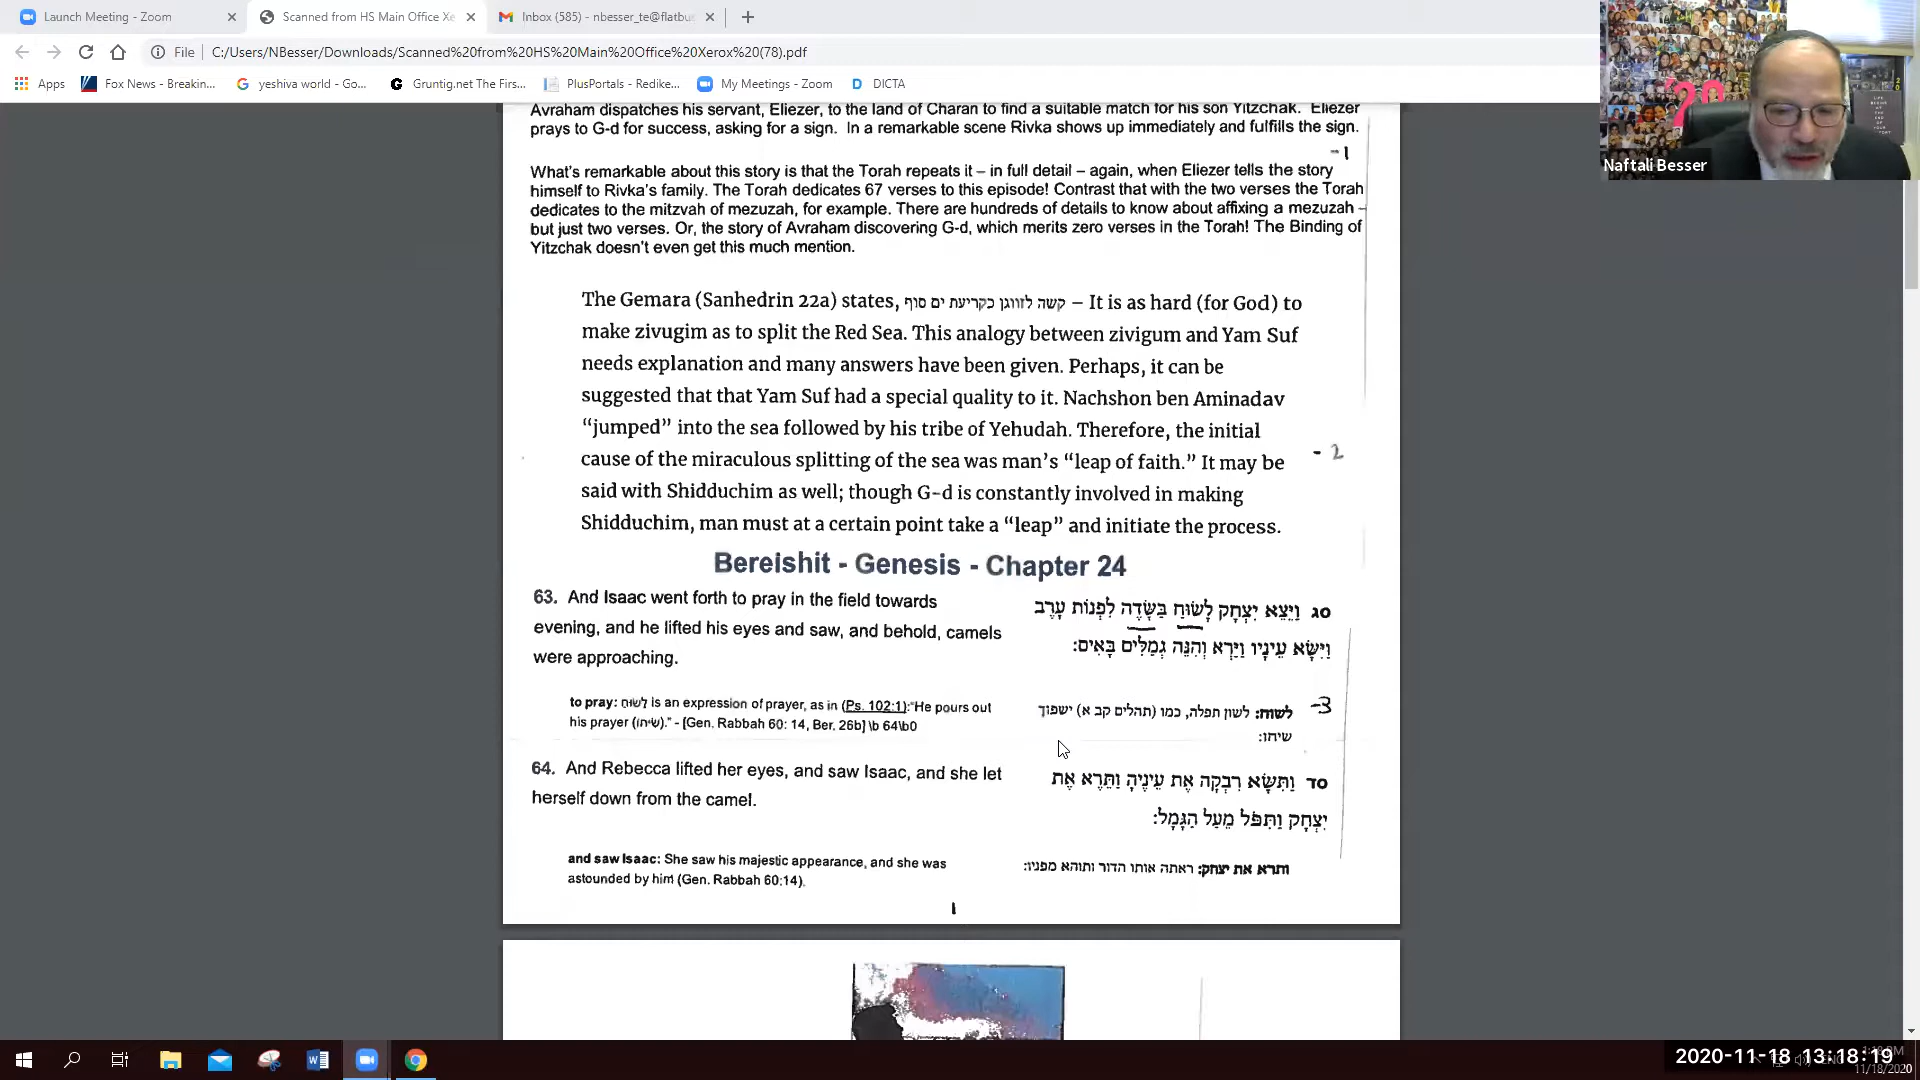 Launch Meeting - Zoom
Scanned from HS Main Office Xe
Inbox (585) - nbesser_te@flatbu
File
C:/Users/NBesser/Downloads/Scanned%20from%20HS%20Main%20Office%20Xerox%20(78).pdf
Apps
Fox News - Breakin...
yeshiva world - Go...
Gruntig.net The Firs...
PlusPortals - Redike...
My Meetings - Zoom
DICTA
Naftali Besser
Avraham dispatches his servant, Eliezer, to the land of Charan to find a suitable match for his son Yitzchak. Eliezer
prays to G-d for success, asking for a sign. In a remarkable scene Rivka shows up immediately and fulfills the sign.
-1
What's remarkable about this story is that the Torah repeats it – in full detail – again, when Eliezer tells the story
himself to Rivka's family. The Torah dedicates 67 verses to this episode! Contrast that with the two verses the Torah
dedicates to the mitzvah of mezuzah, for example. There are hundreds of details to know about affixing a mezuzah –
but just two verses. Or, the story of Avraham discovering G-d, which merits zero verses in the Torah! The Binding of
Yitzchak doesn't even get this much mention.
The Gemara (Sanhedrin 22a) states, קשה לזווגן כקריעת ים סוף – It is as hard (for God) to
make zivugim as to split the Red Sea. This analogy between zivigum and Yam Suf
needs explanation and many answers have been given. Perhaps, it can be
suggested that that Yam Suf had a special quality to it. Nachshon ben Aminadav
“jumped” into the sea followed by his tribe of Yehudah. Therefore, the initial
cause of the miraculous splitting of the sea was man's “leap of faith.” It may be
- 2
said with Shidduchim as well; though G-d is constantly involved in making
Shidduchim, man must at a certain point take a “leap” and initiate the process.
Bereishit - Genesis - Chapter 24
63. And Isaac went forth to pray in the field towards
evening, and he lifted his eyes and saw, and behold, camels
were approaching.
סג וַיֵּצֵא יִצְחָק לָשׂוּחַ בַּשָּׂדֶה לִפְנוֹת עָרֶב
וַיִּשָּׂא עֵינָיו וַיַּרְא וְהִנֵּה גְמַלִּים בָּאִים:
to pray: לָשׂוּחַ is an expression of prayer, as in (Ps. 102:1):“He pours out
his prayer (שִׂיחוֹ).” - [Gen. Rabbah 60: 14, Ber. 26b] \b 64\b0
-3
לשוח: לשון תפלה, כמו (תהלים קב א) ישפוך
שיחו:
64. And Rebecca lifted her eyes, and saw Isaac, and she let
herself down from the camel.
סד וַתִּשָּׂא רִבְקָה אֶת עֵינֶיהָ וַתֵּרֶא אֶת
יִצְחָק וַתִּפֹּל מֵעַל הַגָּמָל:
and saw Isaac: She saw his majestic appearance, and she was
astounded by him (Gen. Rabbah 60:14).
ותרא את יצחק: ראתה אותו הדור ותוהא מפניו:
1
2020-11-18 13:18:19
11/18/2020